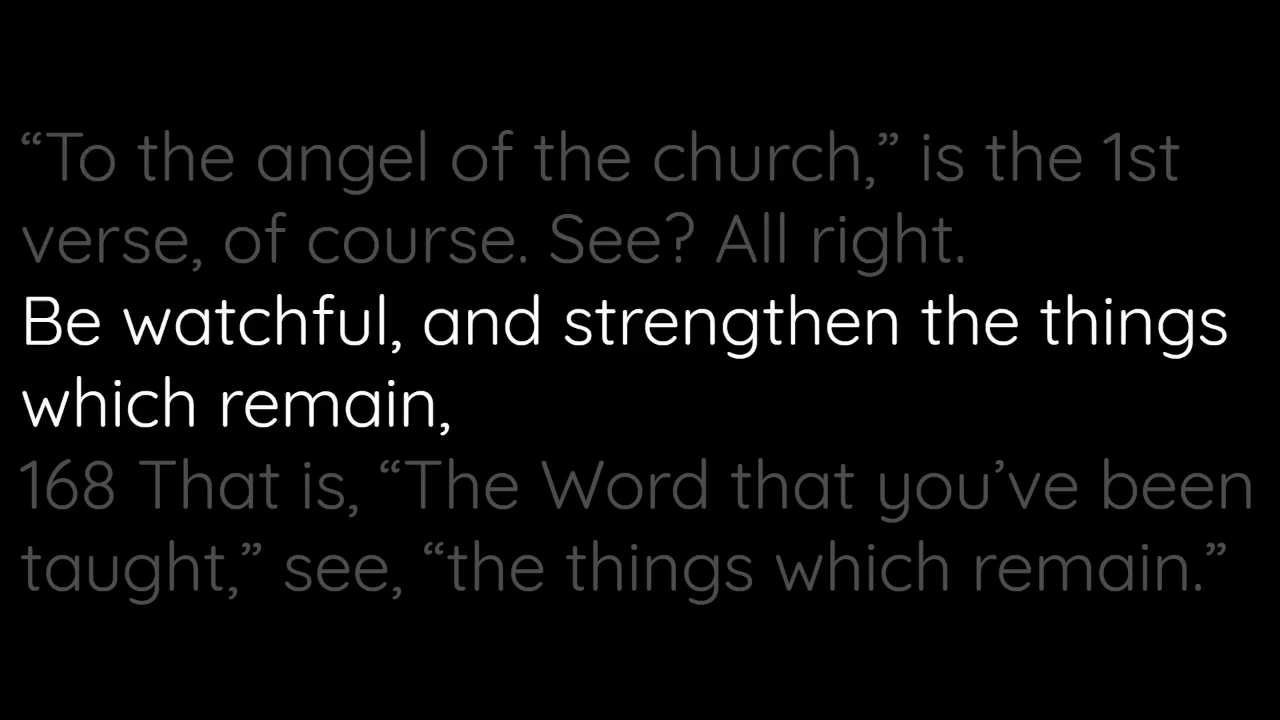 “To the angel of the church,” is the 1st
verse, of course. See? All right.
Be watchful, and strengthen the things
which remain,
168 That is, “The Word that you’ve been
taught,” see, “the things which remain.”